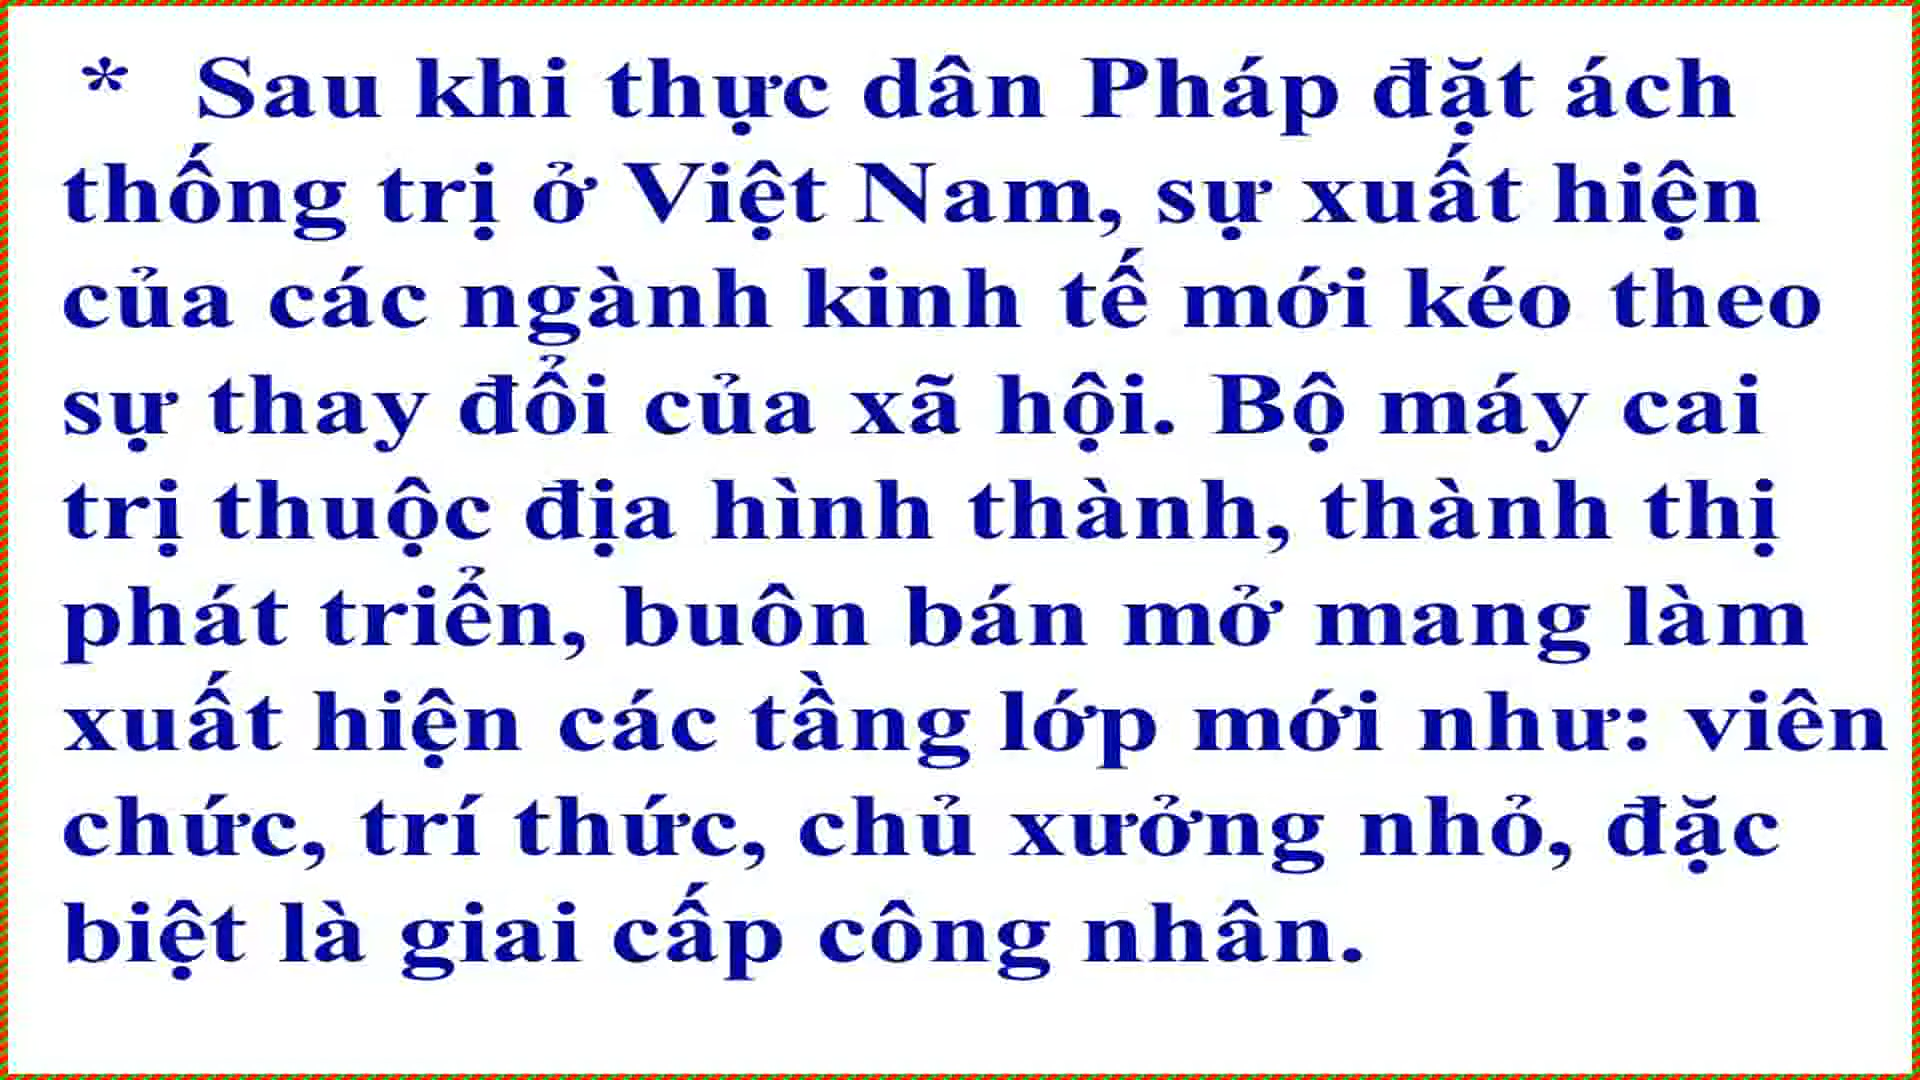 * Sau khi thực dân Pháp đặt ách
thống trị ở Việt Nam, sự xuất hiện
của các ngành kinh tế mới kéo theo
sự thay đổi của xã hội. Bộ máy cai
trị thuộc địa hình thành, thành thị
phát triển, buôn bán mở mang làm
xuất hiện các tầng lớp mới như: viên
chức, trí thức, chủ xưởng nhỏ, đặc
biệt là giai cấp công nhân.